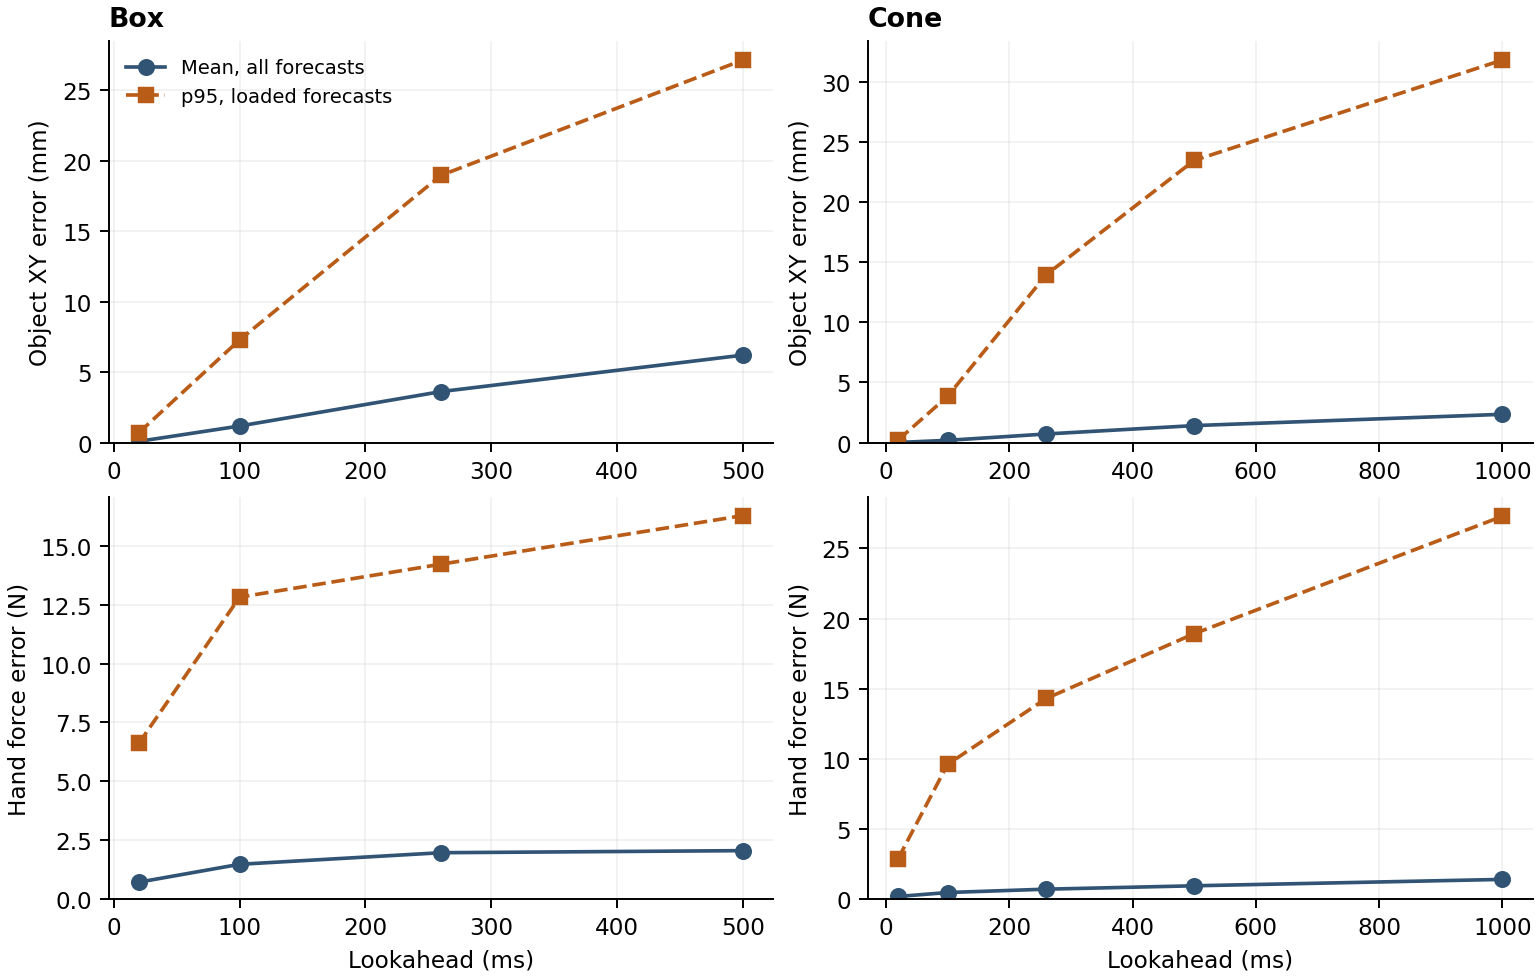 Box
Cone
Mean, all forecasts
p95, loaded forecasts
Object XY error (mm)
25
20
15
10
5
0
0 100 200 300 400 500
Object XY error (mm)
30
25
20
15
10
5
0
0 200 400 600 800 1000
Hand force error (N)
15.0
12.5
10.0
7.5
5.0
2.5
0.0
0 100 200 300 400 500
Lookahead (ms)
Hand force error (N)
25
20
15
10
5
0
0 200 400 600 800 1000
Lookahead (ms)